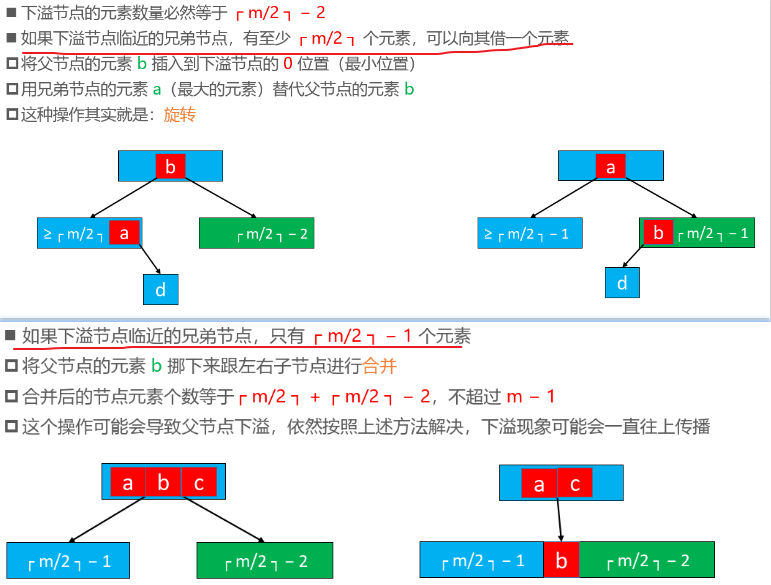 ■ 下溢节点的元素数量必然等于 ┌ m/2 ┐ − 2
■ 如果下溢节点临近的兄弟节点，有至少 ┌ m/2 ┐ 个元素，可以向其借一个元素
□ 将父节点的元素 b 插入到下溢节点的 0 位置（最小位置）
□ 用兄弟节点的元素 a（最大的元素）替代父节点的元素 b
□ 这种操作其实就是：旋转
b a
≥ ┌ m/2 ┐ a ┌ m/2 ┐ − 2 ≥ ┌ m/2 ┐ − 1 b ┌ m/2 ┐ − 1
d d
■ 如果下溢节点临近的兄弟节点，只有 ┌ m/2 ┐ − 1 个元素
□ 将父节点的元素 b 挪下来跟左右子节点进行合并
□ 合并后的节点元素个数等于┌ m/2 ┐ + ┌ m/2 ┐ − 2，不超过 m − 1
□ 这个操作可能会导致父节点下溢，依然按照上述方法解决，下溢现象可能会一直往上传播
a b c a c
┌ m/2 ┐ − 1 ┌ m/2 ┐ − 2 ┌ m/2 ┐ − 1 b ┌ m/2 ┐ − 2